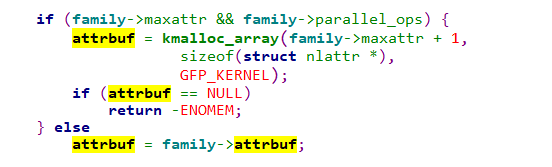 if (family->maxattr && family->parallel_ops) {
attrbuf = kmalloc_array(family->maxattr + 1,
sizeof(struct nlattr *),
GFP_KERNEL);
if (attrbuf == NULL)
return -ENOMEM;
} else
attrbuf = family->attrbuf;